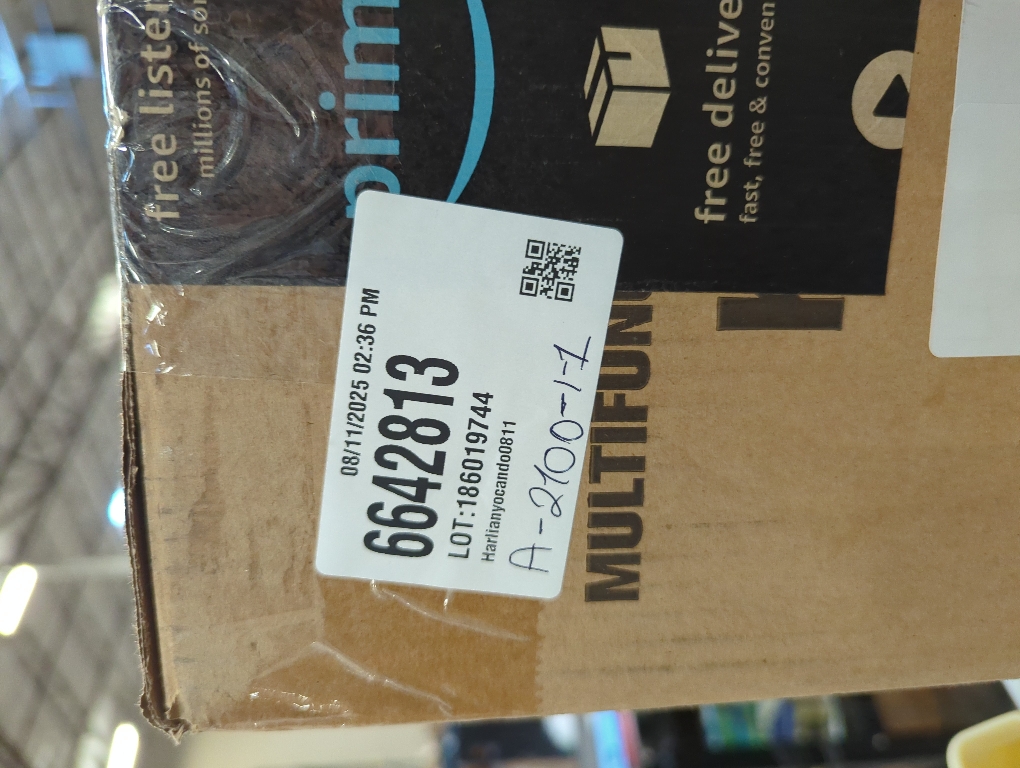 free listen
millions of son
prim
free delive
fast, free & conven
08/11/2025 02:36 PM
6642813
LOT:186019744
Harlianyocando0811
A-2100-1-1
MULTIFUN